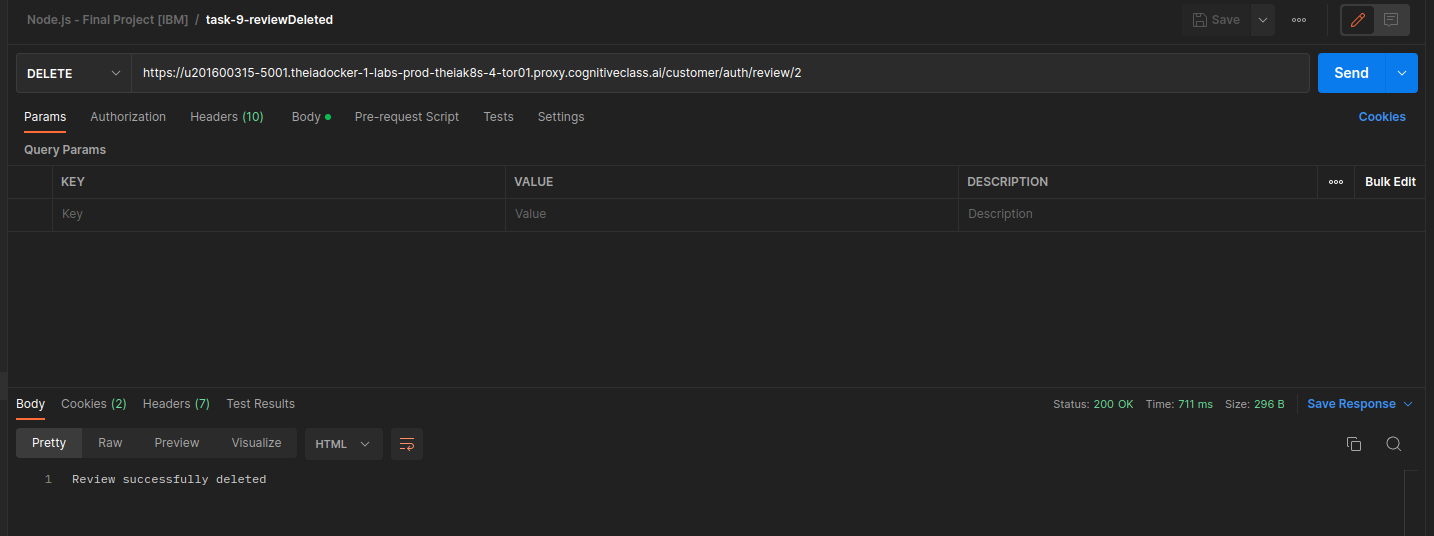 Node.js - Final Project [IBM] / task-9-reviewDeleted
Save
DELETE
https://u201600315-5001.theiadocker-1-labs-prod-theiak8s-4-tor01.proxy.cognitiveclass.ai/customer/auth/review/2
Send
Params Authorization Headers (10) Body Pre-request Script Tests Settings Cookies
Query Params
KEY VALUE DESCRIPTION Bulk Edit
Key Value Description
Body Cookies (2) Headers (7) Test Results Status: 200 OK Time: 711 ms Size: 296 B Save Response
Pretty Raw Preview Visualize HTML
1 Review successfully deleted